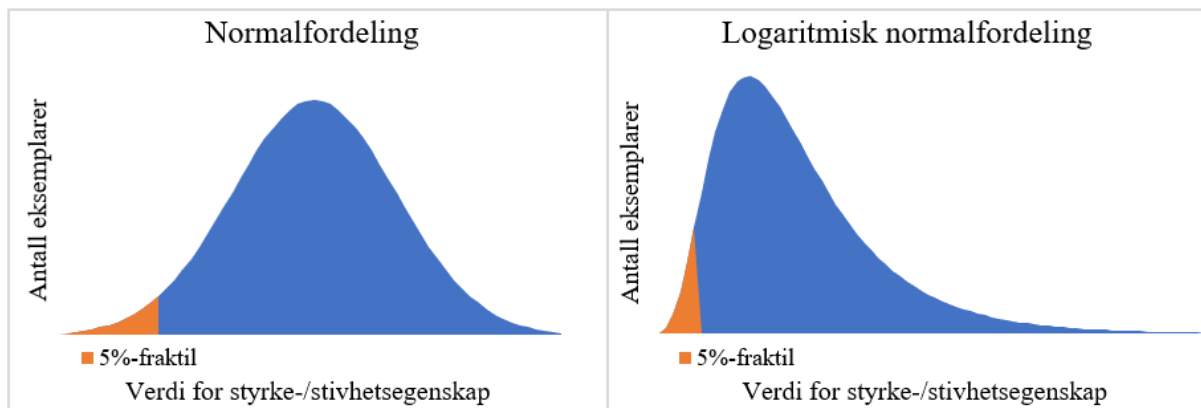 Normalfordeling
Antall eksemplarer
5%-fraktil
Verdi for styrke-/stivhetsegenskap
Logaritmisk normalfordeling
Antall eksemplarer
5%-fraktil
Verdi for styrke-/stivhetsegenskap